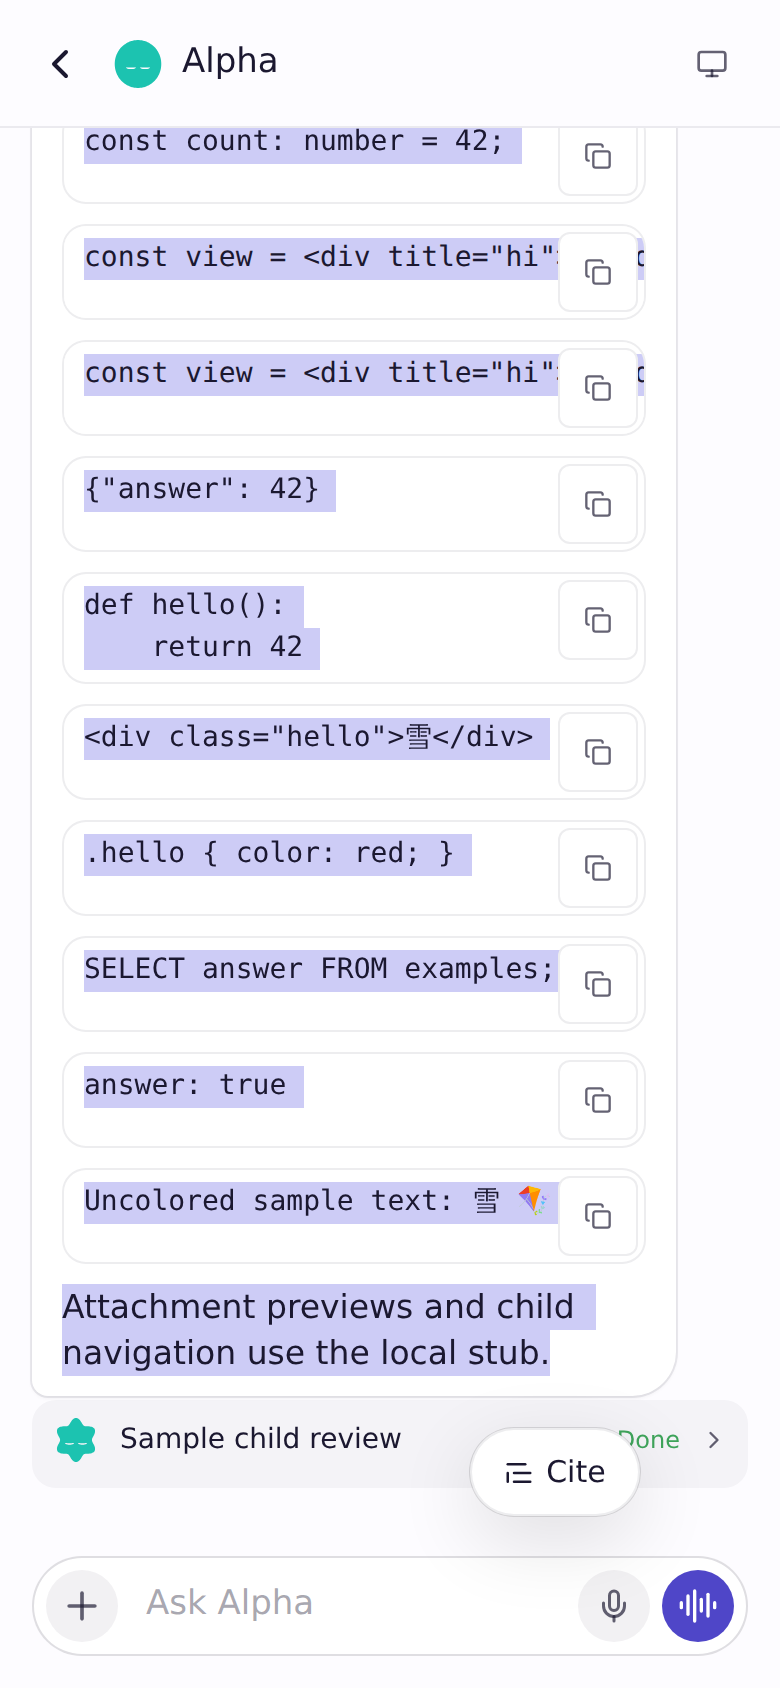 Alpha
const count: number = 42;
const view = <div title="hi"
const view = <div title="hi"
{"answer": 42}
def hello():
    return 42
<div class="hello">雪</div>
.hello { color: red; }
SELECT answer FROM examples;
answer: true
Uncolored sample text: 雪 🪁
Attachment previews and child
navigation use the local stub.
Sample child review
Done
Cite
Ask Alpha